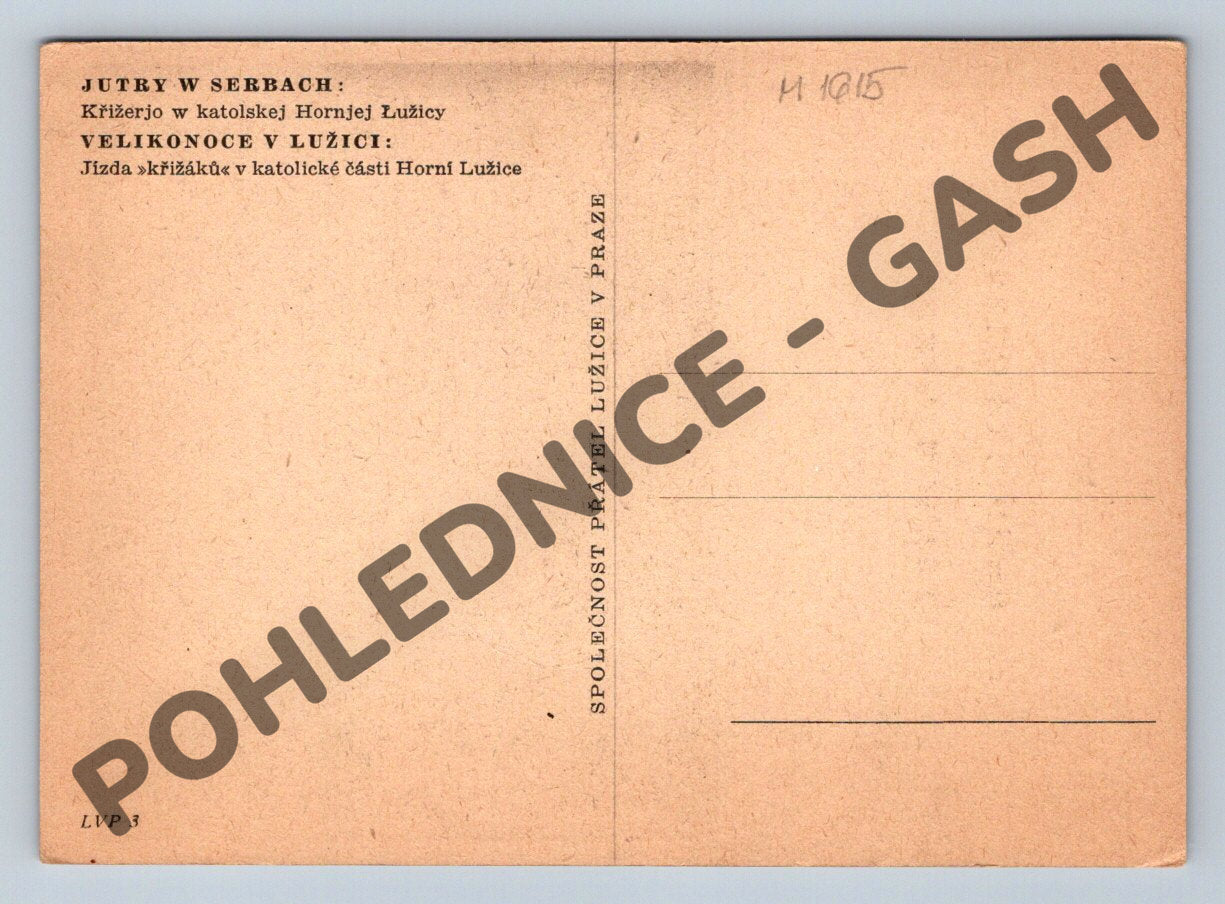 JUTRY W SERBACH:
Křižerjo w katolskej Hornjej Łužicy
VELIKONOCE V LUŽICI:
Jízda »křižáků« v katolické části Horní Lužice
M 1615
SPOLEČNOST PŘÁTEL LUŽICE V PRAZE
POHLEDNICE - GASH
LVP 3